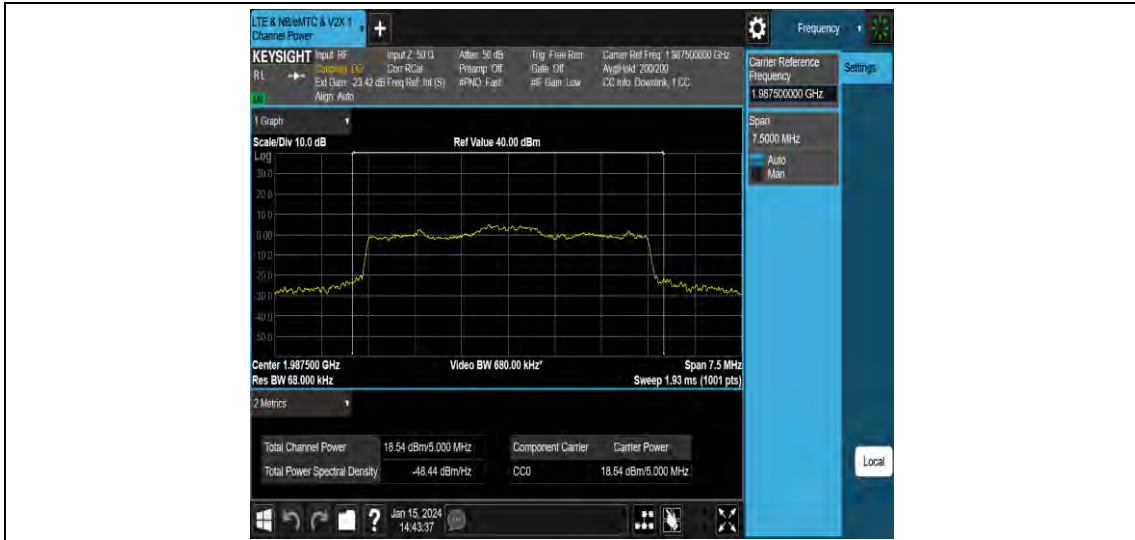 LTE & NB/eMTC & V2X 1
Channel Power
Frequency
KEYSIGHT Input: RF Input Z: 50 Ω Atten: 50 dB Trig: Free Run Carrier Ref Freq: 1.987500000 GHz
RL Coupling: DC Corr RCal Preamp: Off Gate: Off Avg|Hold: 200/200
Ext Gain: -23.42 dB Freq Ref: Int (S) #PNO: Fast #IF Gain: Low CC Info: Downlink, 1 CC
Align: Auto
Carrier Reference
Frequency
1.987500000 GHz
Settings
Span
7.5000 MHz
Auto
Man
1 Graph
Scale/Div 10.0 dB Ref Value 40.00 dBm
Log
30.0
20.0
10.0
0.00
-10.0
-20.0
-30.0
-40.0
-50.0
Center 1.987500 GHz Video BW 680.00 kHz* Span 7.5 MHz
Res BW 68.000 kHz Sweep 1.93 ms (1001 pts)
2 Metrics
Total Channel Power 18.54 dBm/5.000 MHz Component Carrier Carrier Power
Total Power Spectral Density -48.44 dBm/Hz CC0 18.54 dBm/5.000 MHz
Local
? Jan 15, 2024
14:43:37